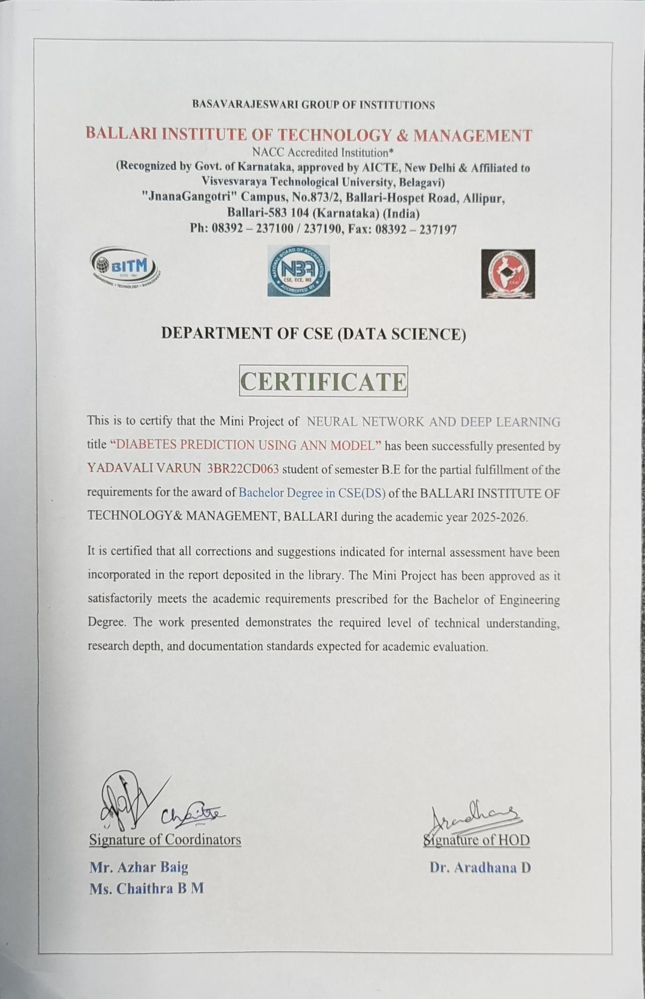 BASAVARAJESWARI GROUP OF INSTITUTIONS
BALLARI INSTITUTE OF TECHNOLOGY & MANAGEMENT
NACC Accredited Institution*
(Recognized by Govt. of Karnataka, approved by AICTE, New Delhi & Affiliated to
Visvesvaraya Technological University, Belagavi)
"JnanaGangotri" Campus, No.873/2, Ballari-Hospet Road, Allipur,
Ballari-583 104 (Karnataka) (India)
Ph: 08392 – 237100 / 237190, Fax: 08392 – 237197
BITM
ENGINEERING • TECHNOLOGY • MANAGEMENT
NATIONAL BOARD OF ACCREDITATION
NBA
CSE, ECE, ME
ACCREDITED BY
DEPARTMENT OF CSE (DATA SCIENCE)
CERTIFICATE
This is to certify that the Mini Project of NEURAL NETWORK AND DEEP LEARNING
title “DIABETES PREDICTION USING ANN MODEL” has been successfully presented by
YADAVALI VARUN 3BR22CD063 student of semester B.E for the partial fulfillment of the
requirements for the award of Bachelor Degree in CSE(DS) of the BALLARI INSTITUTE OF
TECHNOLOGY& MANAGEMENT, BALLARI during the academic year 2025-2026.
It is certified that all corrections and suggestions indicated for internal assessment have been
incorporated in the report deposited in the library. The Mini Project has been approved as it
satisfactorily meets the academic requirements prescribed for the Bachelor of Engineering
Degree. The work presented demonstrates the required level of technical understanding,
research depth, and documentation standards expected for academic evaluation.
Aradhana
Signature of Coordinators
Signature of HOD
Mr. Azhar Baig
Dr. Aradhana D
Ms. Chaithra B M